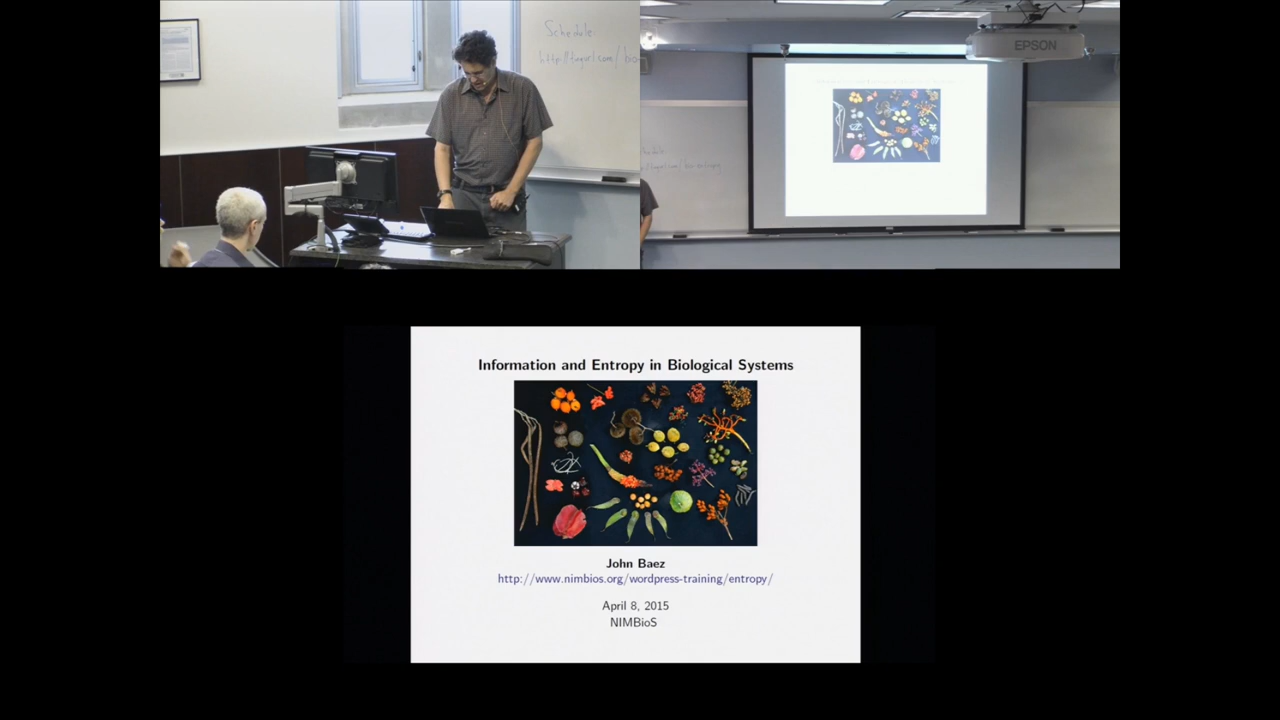 Schedule:
http://tinyurl.com/bio-
EPSON
Information and Entropy in Biological Systems
John Baez
http://www.nimbios.org/wordpress-training/entropy/
April 8, 2015
NIMBioS